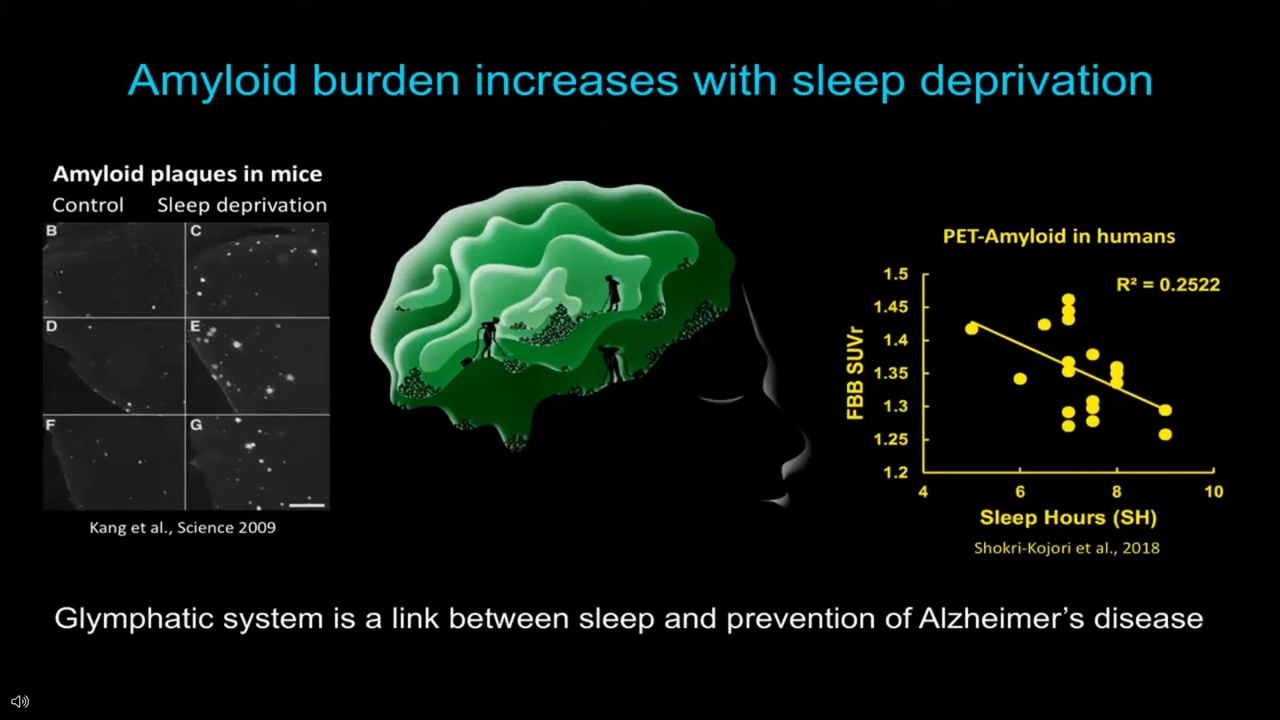 Amyloid burden increases with sleep deprivation
Amyloid plaques in mice
Control Sleep deprivation
B C
D E
F G
Kang et al., Science 2009
PET-Amyloid in humans
R² = 0.2522
FBB SUVr
1.5
1.45
1.4
1.35
1.3
1.25
1.2
4 6 8 10
Sleep Hours (SH)
Shokri-Kojori et al., 2018
Glymphatic system is a link between sleep and prevention of Alzheimer’s disease